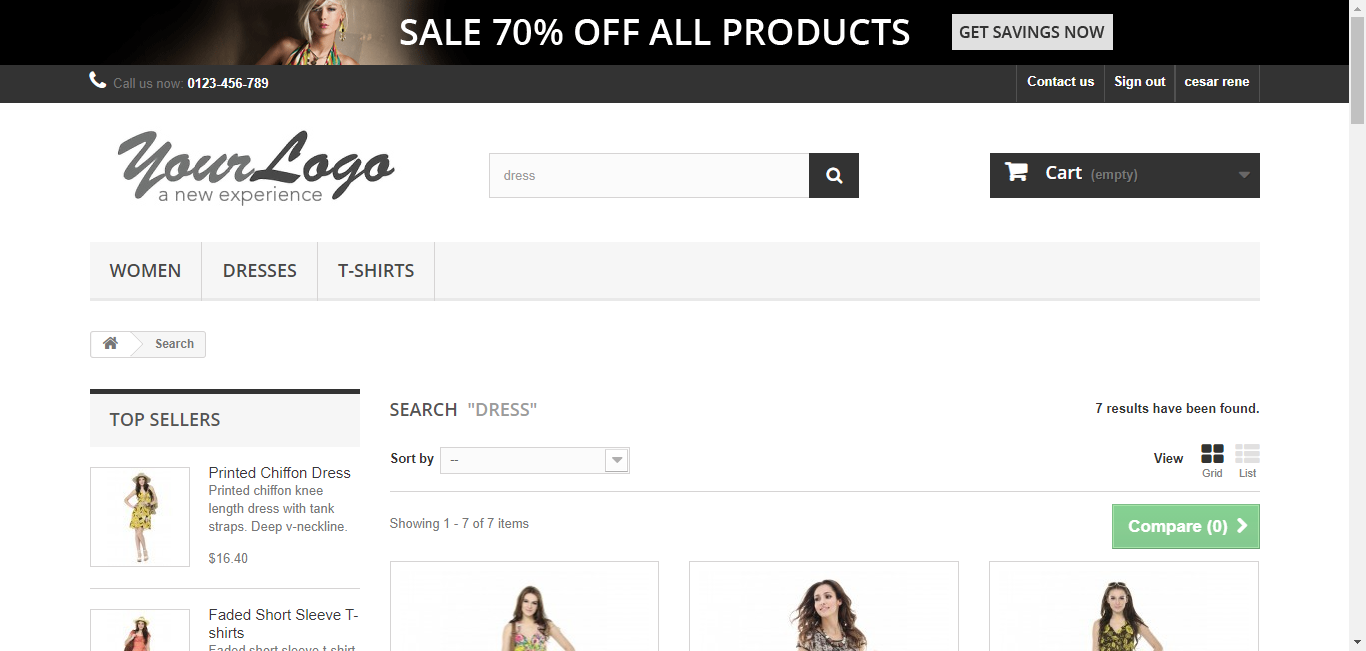 SALE 70% OFF ALL PRODUCTS GET SAVINGS NOW
Call us now: 0123-456-789 Contact us Sign out cesar rene
YourLogo
a new experience
dress
Cart (empty)
WOMEN DRESSES T-SHIRTS
Search
TOP SELLERS
Printed Chiffon Dress
Printed chiffon knee
length dress with tank
straps. Deep v-neckline.
$16.40
Faded Short Sleeve T-
shirts
Faded short sleeve t-shirt
SEARCH "DRESS" 7 results have been found.
Sort by -- View Grid List
Showing 1 - 7 of 7 items Compare (0)